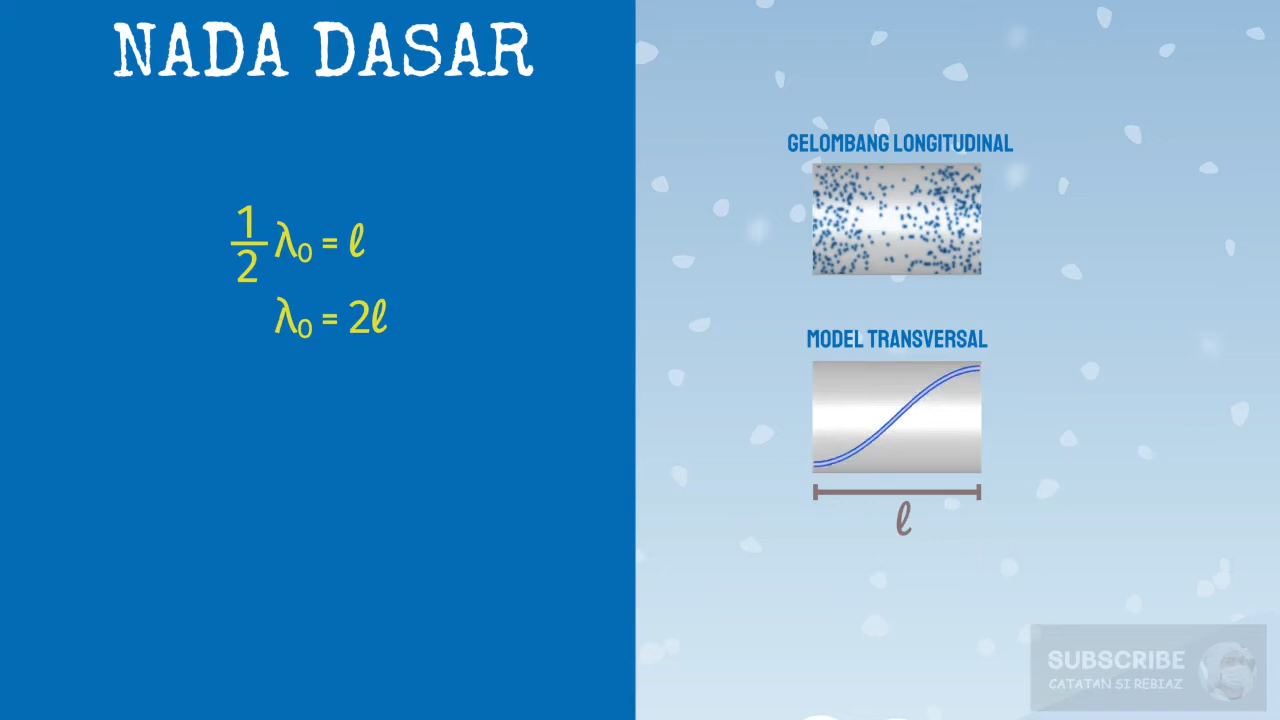 NADA DASAR
1/2 λ₀ = ℓ
λ₀ = 2ℓ
GELOMBANG LONGITUDINAL
MODEL TRANSVERSAL
ℓ
SUBSCRIBE
CATATAN SI REBIAZ